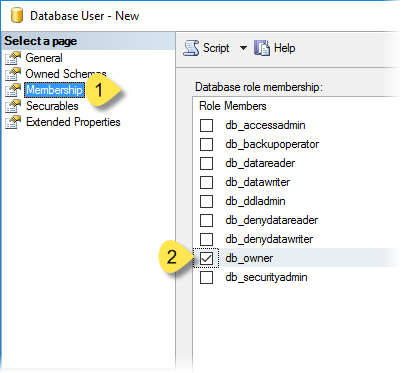 Database User - New
Select a page
General
Owned Schemas
Membership
Securables
Extended Properties
1
Script
Help
Database role membership:
Role Members
db_accessadmin
db_backupoperator
db_datareader
db_datawriter
db_ddladmin
db_denydatareader
db_denydatawriter
2
db_owner
db_securityadmin